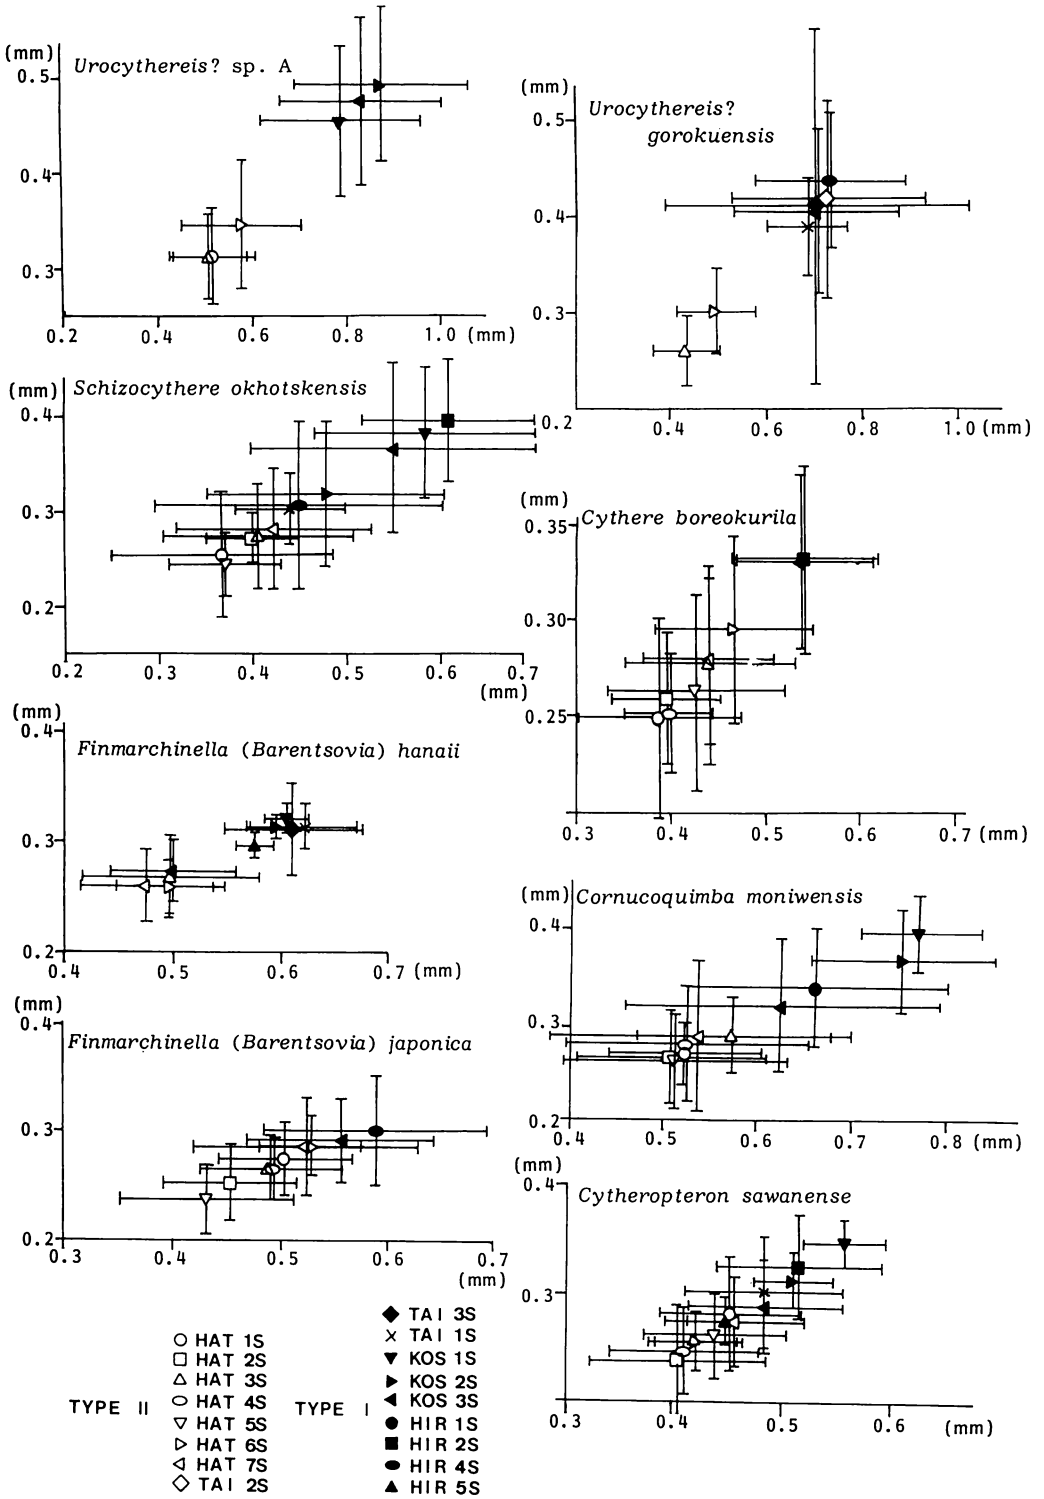 (mm)
Urocythereis? sp. A
0.5
0.4
0.3
0.2 0.4 0.6 0.8 1.0 (mm)
(mm)
Urocythereis?
gorokuensis
0.5
0.4
0.3
0.2
0.4 0.6 0.8 1.0 (mm)
(mm)
Schizocythere okhotskensis
0.4
0.3
0.2
0.2 0.3 0.4 0.5 0.6 0.7
(mm)
(mm)
Cythere boreokurila
0.35
0.30
0.25
0.3 0.4 0.5 0.6 0.7 (mm)
(mm)
0.4
Finmarchinella (Barentsovia) hanaii
0.3
0.2
0.4 0.5 0.6 0.7 (mm)
(mm)
Cornucoquimba moniwensis
0.4
0.3
0.2
0.4 0.5 0.6 0.7 0.8 (mm)
(mm)
0.4
Finmarchinella (Barentsovia) japonica
0.3
0.2
0.3 0.4 0.5 0.6 0.7
(mm)
(mm)
0.4
Cytheropteron sawanense
0.3
0.3 0.4 0.5 0.6 (mm)
TYPE II
HAT 1S
HAT 2S
HAT 3S
HAT 4S
HAT 5S
HAT 6S
HAT 7S
TAI 2S
TYPE I
TAI 3S
TAI 1S
KOS 1S
KOS 2S
KOS 3S
HIR 1S
HIR 2S
HIR 4S
HIR 5S